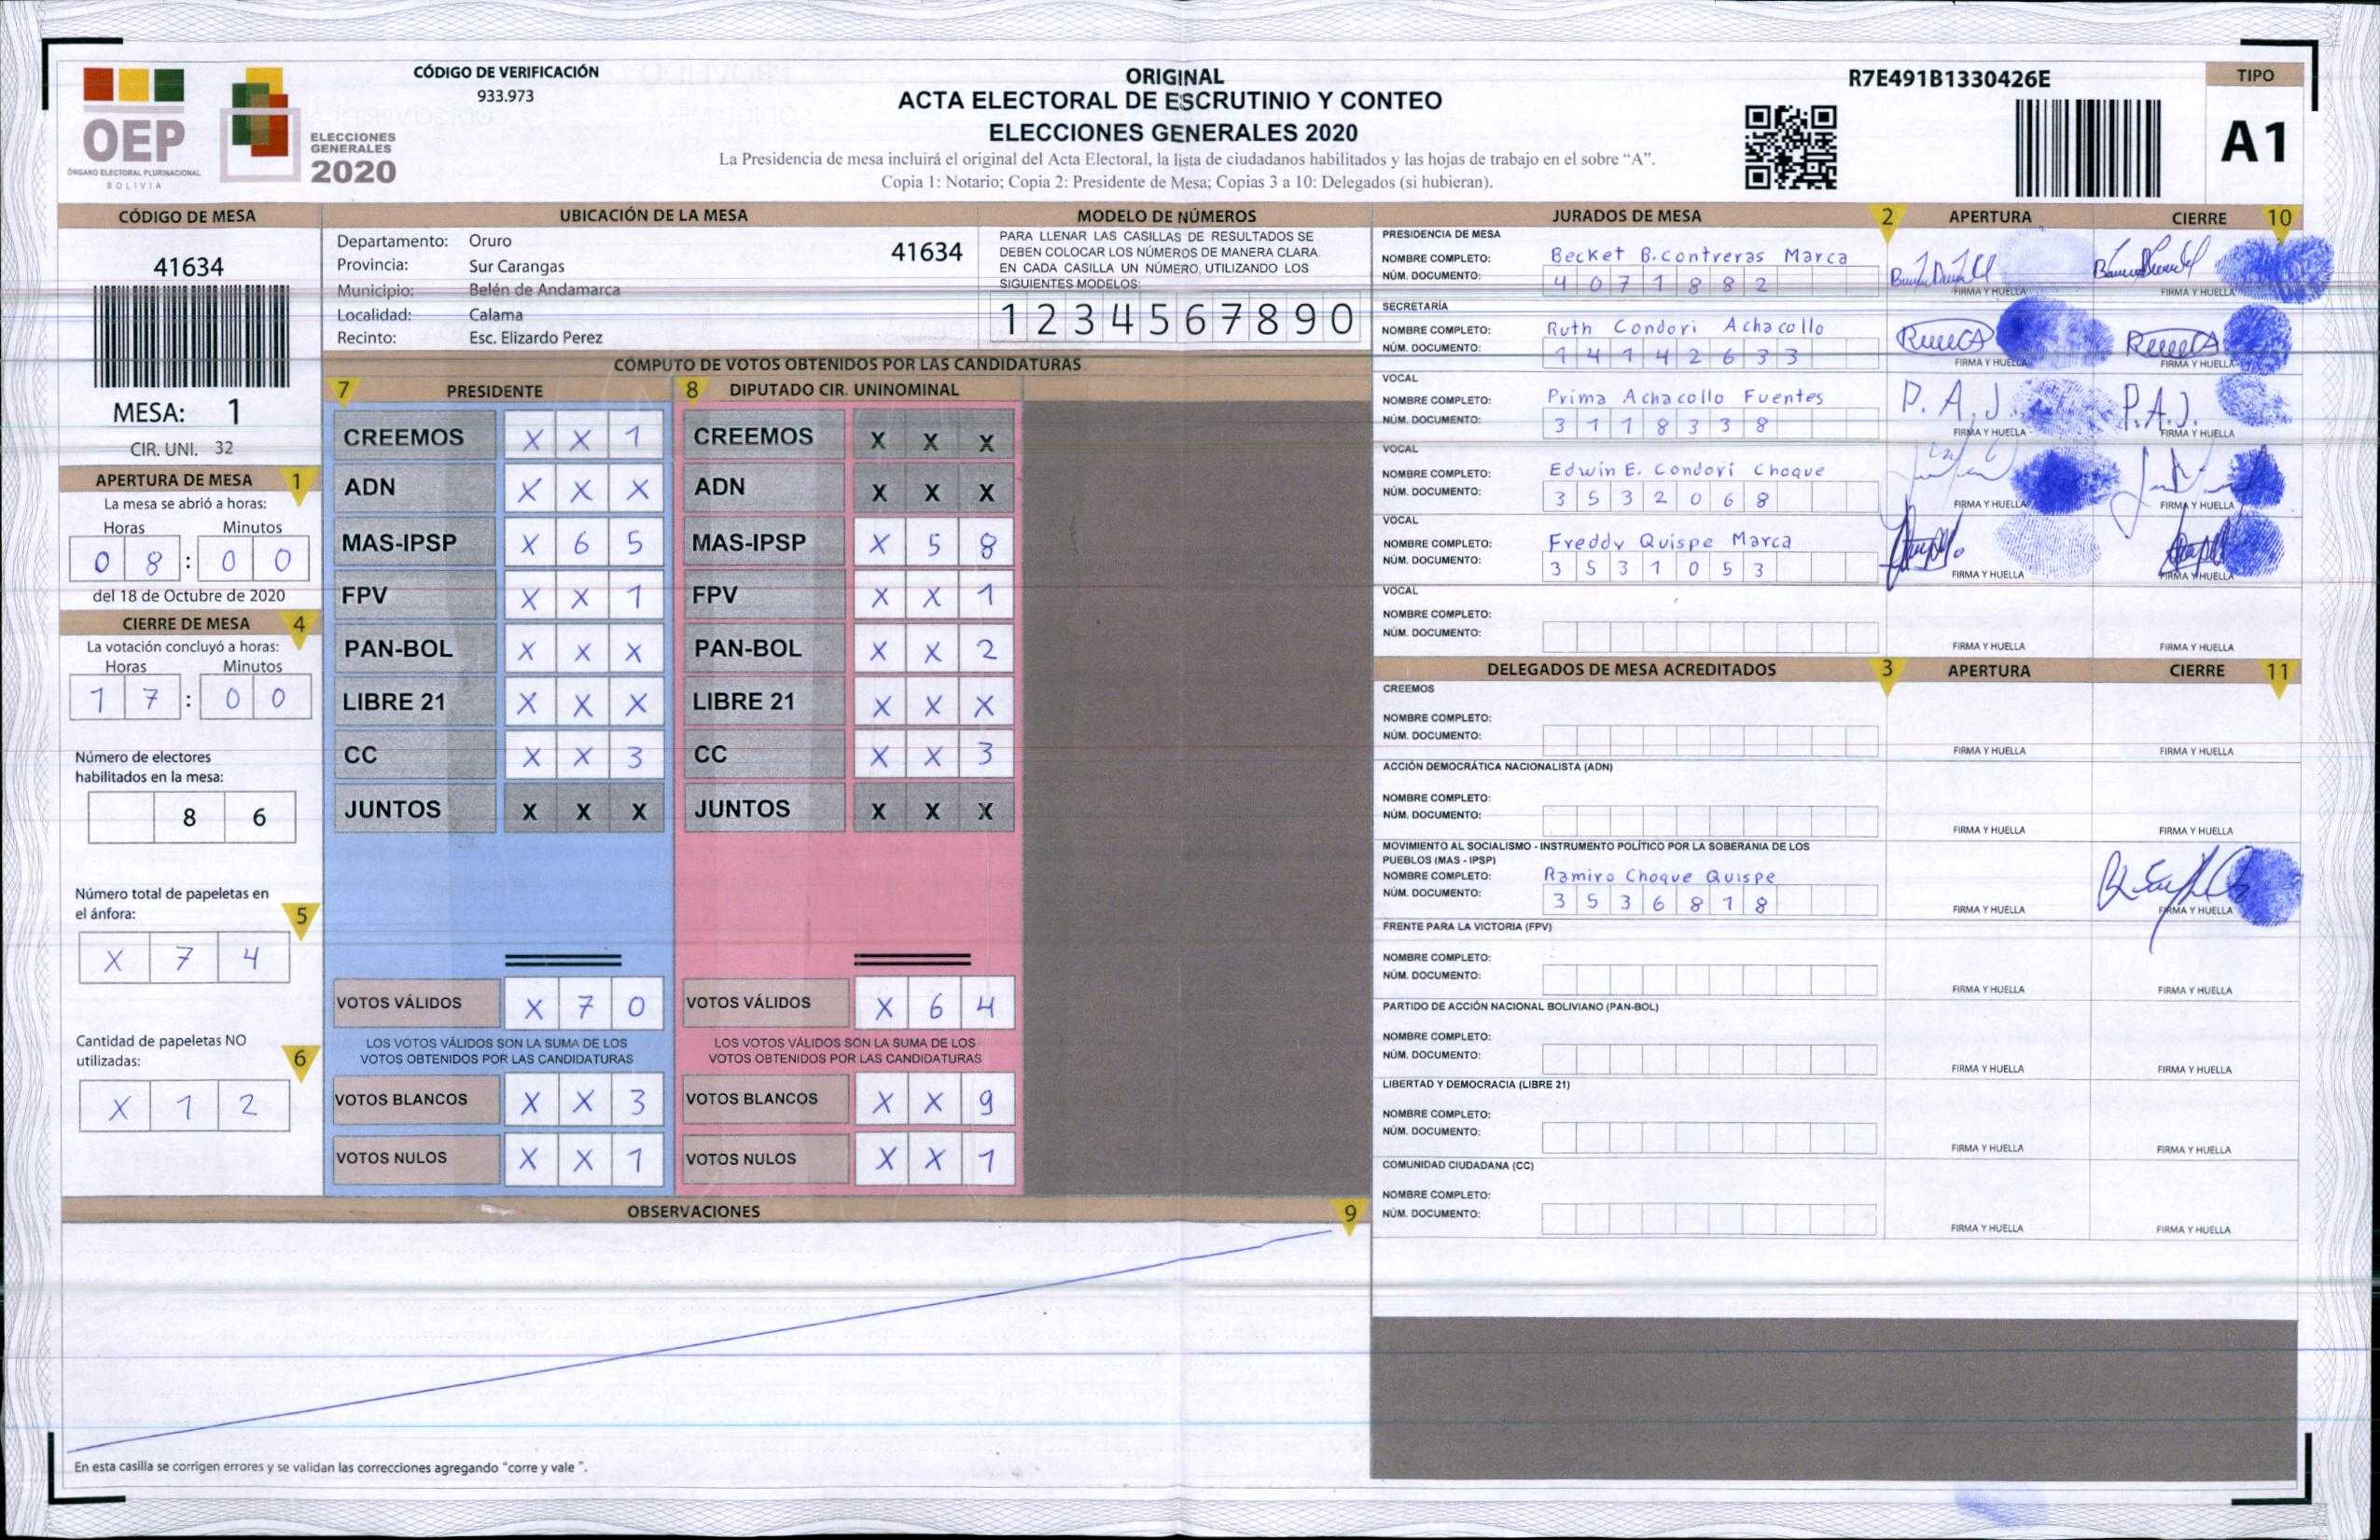 OEP
ÓRGANO ELECTORAL PLURINACIONAL
BOLIVIA
ELECCIONES
GENERALES
2020
CÓDIGO DE VERIFICACIÓN
933.973
ORIGINAL
ACTA ELECTORAL DE ESCRUTINIO Y CONTEO
ELECCIONES GENERALES 2020
La Presidencia de mesa incluirá el original del Acta Electoral, la lista de ciudadanos habilitados y las hojas de trabajo en el sobre “A”.
Copia 1: Notario; Copia 2: Presidente de Mesa; Copias 3 a 10: Delegados (si hubieran).
R7E491B1330426E
TIPO
A1
CÓDIGO DE MESA
41634
MESA: 1
CIR. UNI. 32
APERTURA DE MESA 1
La mesa se abrió a horas:
Horas Minutos
0 8 : 0 0
del 18 de Octubre de 2020
CIERRE DE MESA 4
La votación concluyó a horas:
Horas Minutos
1 7 : 0 0
Número de electores
habilitados en la mesa:
8 6
Número total de papeletas en
el ánfora: 5
X 7 4
Cantidad de papeletas NO
utilizadas: 6
X 1 2
UBICACIÓN DE LA MESA
Departamento: Oruro 41634
Provincia: Sur Carangas
Municipio: Belén de Andamarca
Localidad: Calama
Recinto: Esc. Elizardo Perez
MODELO DE NÚMEROS
PARA LLENAR LAS CASILLAS DE RESULTADOS SE
DEBEN COLOCAR LOS NÚMEROS DE MANERA CLARA.
EN CADA CASILLA UN NÚMERO, UTILIZANDO LOS
SIGUIENTES MODELOS:
1 2 3 4 5 6 7 8 9 0
CÓMPUTO DE VOTOS OBTENIDOS POR LAS CANDIDATURAS
7 PRESIDENTE 8 DIPUTADO CIR. UNINOMINAL
CREEMOS X X 1 CREEMOS X X X
ADN X X X ADN X X X
MAS-IPSP X 6 5 MAS-IPSP X 5 8
FPV X X 1 FPV X X 1
PAN-BOL X X X PAN-BOL X X 2
LIBRE 21 X X X LIBRE 21 X X X
CC X X 3 CC X X 3
JUNTOS X X X JUNTOS X X X
VOTOS VÁLIDOS X 7 0 VOTOS VÁLIDOS X 6 4
LOS VOTOS VÁLIDOS SON LA SUMA DE LOS LOS VOTOS VÁLIDOS SON LA SUMA DE LOS
VOTOS OBTENIDOS POR LAS CANDIDATURAS VOTOS OBTENIDOS POR LAS CANDIDATURAS
VOTOS BLANCOS X X 3 VOTOS BLANCOS X X 9
VOTOS NULOS X X 1 VOTOS NULOS X X 1
OBSERVACIONES 9
En esta casilla se corrigen errores y se validan las correcciones agregando "corre y vale ".
JURADOS DE MESA 2 APERTURA CIERRE 10
PRESIDENCIA DE MESA
NOMBRE COMPLETO: Becket B. contreras Marca
NÚM. DOCUMENTO: 4 0 7 1 8 8 2
FIRMA Y HUELLA FIRMA Y HUELLA
SECRETARÍA
NOMBRE COMPLETO: Ruth Condori Achacollo
NÚM. DOCUMENTO: 1 4 1 4 2 6 3 3
FIRMA Y HUELLA FIRMA Y HUELLA
VOCAL
NOMBRE COMPLETO: Prima Achacollo Fuentes P. A. J. P.A.J.
NÚM. DOCUMENTO: 3 1 1 8 3 3 8
FIRMA Y HUELLA FIRMA Y HUELLA
VOCAL
NOMBRE COMPLETO: Edwin E. Condori Choque
NÚM. DOCUMENTO: 3 5 3 2 0 6 8
FIRMA Y HUELLA FIRMA Y HUELLA
VOCAL
NOMBRE COMPLETO: Freddy Quispe Marca
NÚM. DOCUMENTO: 3 5 3 1 0 5 3
FIRMA Y HUELLA FIRMA Y HUELLA
VOCAL
NOMBRE COMPLETO:
NÚM. DOCUMENTO:
FIRMA Y HUELLA FIRMA Y HUELLA
DELEGADOS DE MESA ACREDITADOS 3 APERTURA CIERRE 11
CREEMOS
NOMBRE COMPLETO:
NÚM. DOCUMENTO:
FIRMA Y HUELLA FIRMA Y HUELLA
ACCIÓN DEMOCRÁTICA NACIONALISTA (ADN)
NOMBRE COMPLETO:
NÚM. DOCUMENTO:
FIRMA Y HUELLA FIRMA Y HUELLA
MOVIMIENTO AL SOCIALISMO - INSTRUMENTO POLÍTICO POR LA SOBERANIA DE LOS
PUEBLOS (MAS - IPSP)
NOMBRE COMPLETO: Ramiro Choque Quispe
NÚM. DOCUMENTO: 3 5 3 6 8 1 8
FIRMA Y HUELLA FIRMA Y HUELLA
FRENTE PARA LA VICTORIA (FPV)
NOMBRE COMPLETO:
NÚM. DOCUMENTO:
FIRMA Y HUELLA FIRMA Y HUELLA
PARTIDO DE ACCIÓN NACIONAL BOLIVIANO (PAN-BOL)
NOMBRE COMPLETO:
NÚM. DOCUMENTO:
FIRMA Y HUELLA FIRMA Y HUELLA
LIBERTAD Y DEMOCRACIA (LIBRE 21)
NOMBRE COMPLETO:
NÚM. DOCUMENTO:
FIRMA Y HUELLA FIRMA Y HUELLA
COMUNIDAD CIUDADANA (CC)
NOMBRE COMPLETO:
NÚM. DOCUMENTO:
FIRMA Y HUELLA FIRMA Y HUELLA